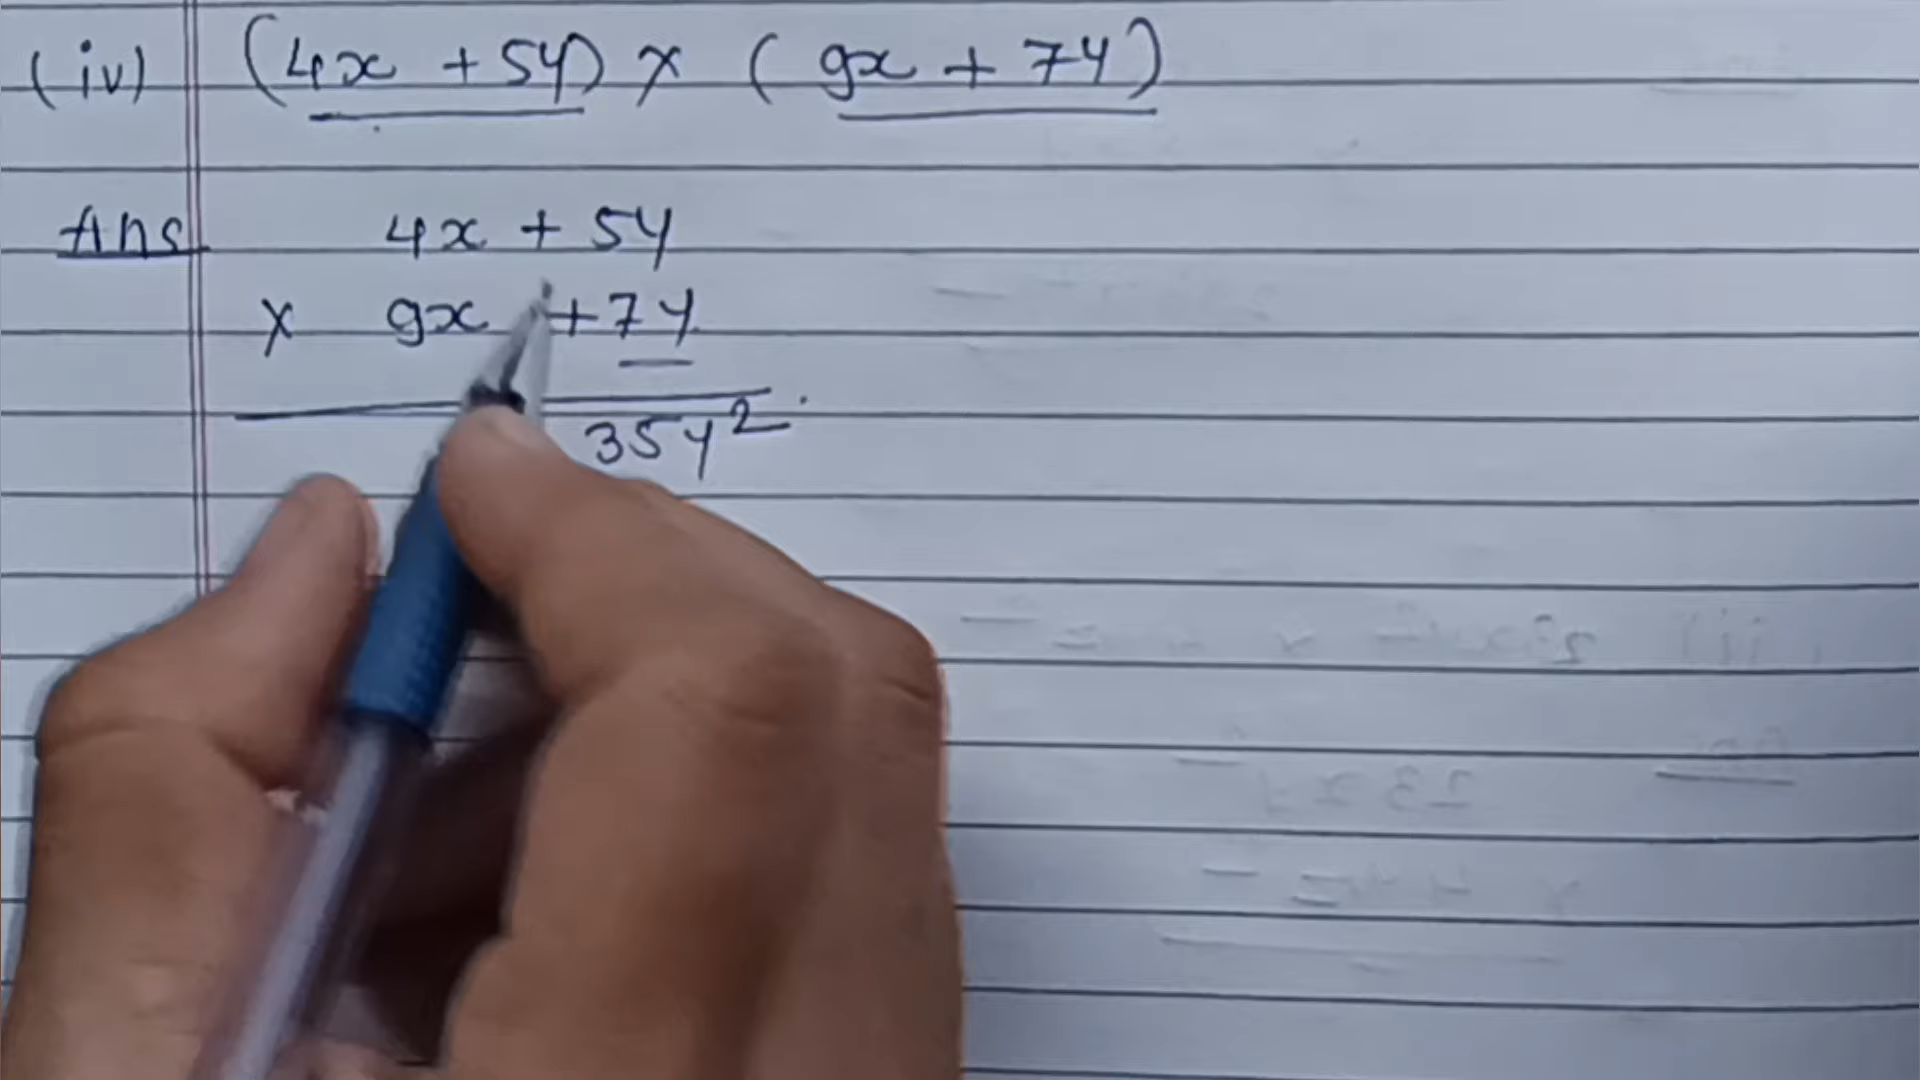 (iv) (4x + 5y) × (9x + 7y)
Ans 4x + 5y
× 9x + 7y
35y²